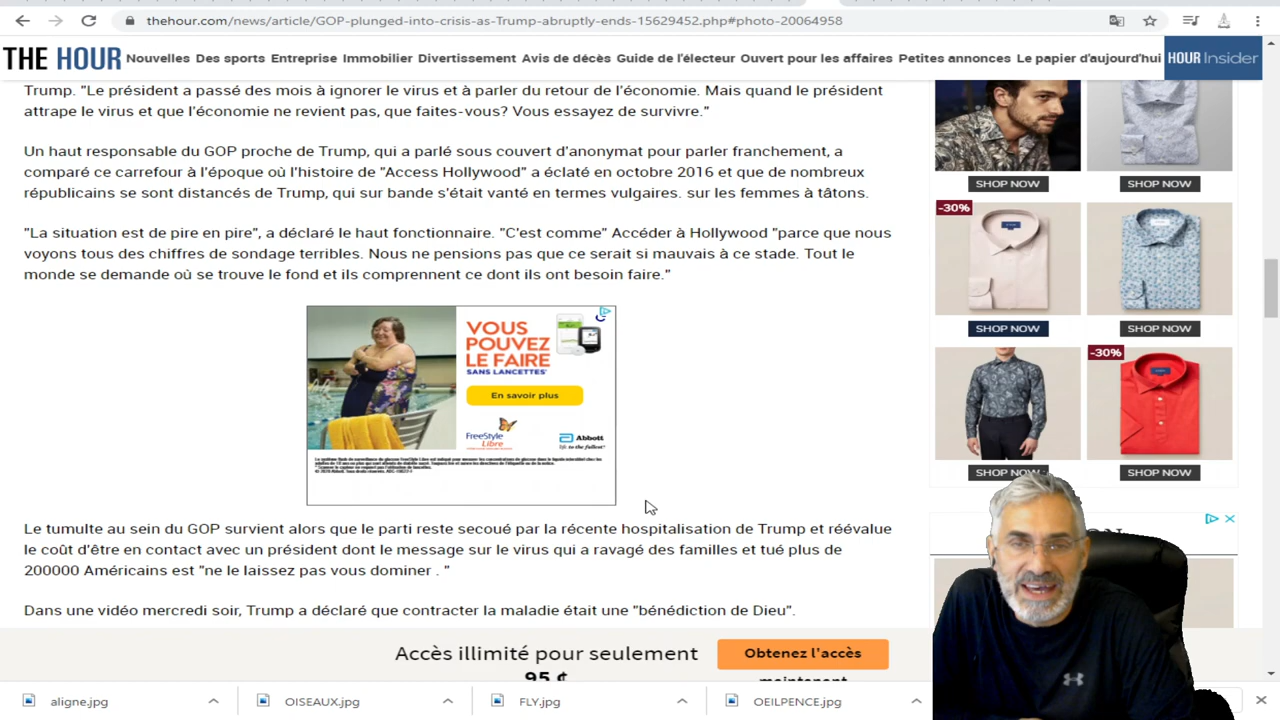 thehour.com/news/article/GOP-plunged-into-crisis-as-Trump-abruptly-ends-15629452.php#photo-20064958
THE HOUR Nouvelles Des sports Entreprise Immobilier Divertissement Avis de décès Guide de l'électeur Ouvert pour les affaires Petites annonces Le papier d'aujourd'hui HOUR Insider
Trump. "Le président a passé des mois à ignorer le virus et à parler du retour de l'économie. Mais quand le président
attrape le virus et que l'économie ne revient pas, que faites-vous? Vous essayez de survivre."
Un haut responsable du GOP proche de Trump, qui a parlé sous couvert d'anonymat pour parler franchement, a
comparé ce carrefour à l'époque où l'histoire de "Access Hollywood" a éclaté en octobre 2016 et que de nombreux
républicains se sont distancés de Trump, qui sur bande s'était vanté en termes vulgaires. sur les femmes à tâtons.
"La situation est de pire en pire", a déclaré le haut fonctionnaire. "C'est comme" Accéder à Hollywood "parce que nous
voyons tous des chiffres de sondage terribles. Nous ne pensions pas que ce serait si mauvais à ce stade. Tout le
monde se demande où se trouve le fond et ils comprennent ce dont ils ont besoin faire."
VOUS
POUVEZ
LE FAIRE
SANS LANCETTES*
En savoir plus
FreeStyle
Libre
Abbott
life. to the fullest.
Le tumulte au sein du GOP survient alors que le parti reste secoué par la récente hospitalisation de Trump et réévalue
le coût d'être en contact avec un président dont le message sur le virus qui a ravagé des familles et tué plus de
200000 Américains est "ne le laissez pas vous dominer . "
Dans une vidéo mercredi soir, Trump a déclaré que contracter la maladie était une "bénédiction de Dieu".
SHOP NOW
SHOP NOW
-30%
SHOP NOW
SHOP NOW
-30%
SHOP NOW
SHOP NOW
Accès illimité pour seulement
95 ¢
Obtenez l'accès
maintenant
aligne.jpg
OISEAUX.jpg
FLY.jpg
OEILPENCE.jpg